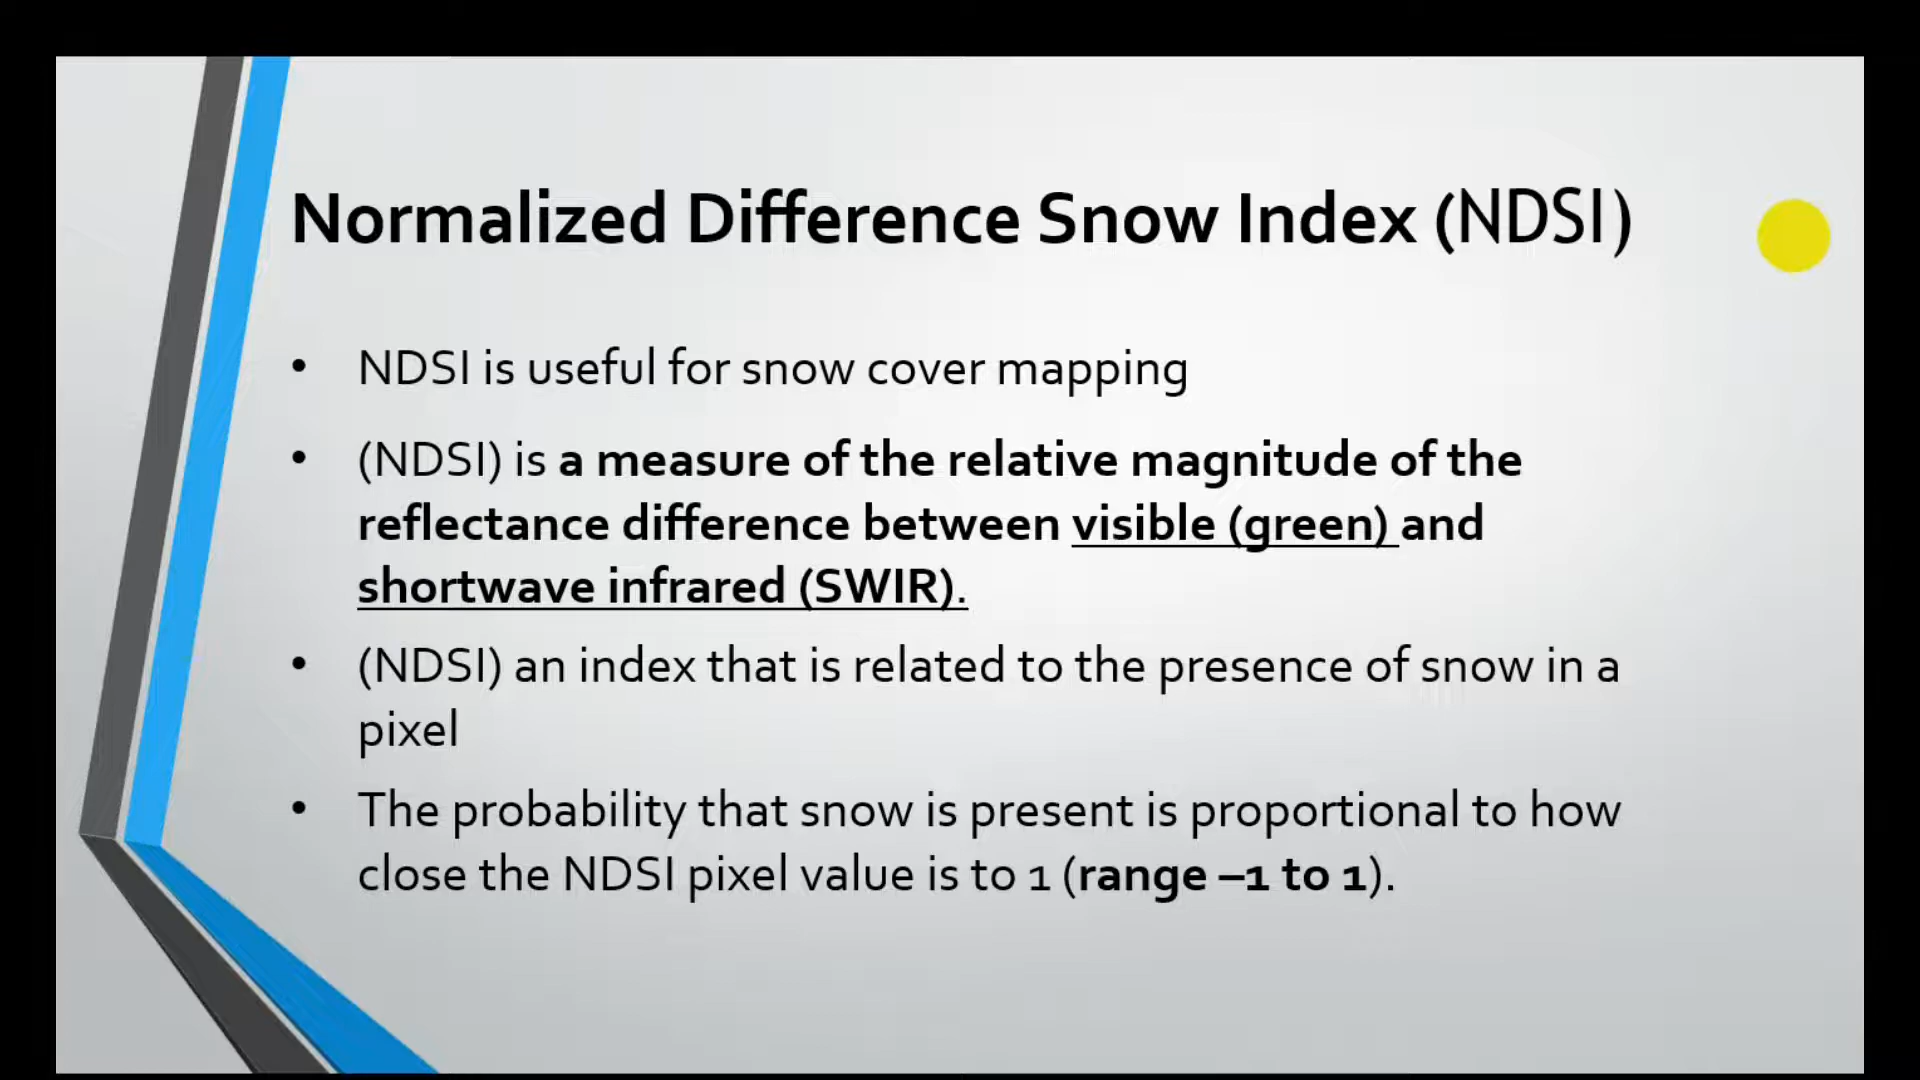 Normalized Difference Snow Index (NDSI)
• NDSI is useful for snow cover mapping
• (NDSI) is a measure of the relative magnitude of the
reflectance difference between visible (green) and
shortwave infrared (SWIR).
• (NDSI) an index that is related to the presence of snow in a
pixel
• The probability that snow is present is proportional to how
close the NDSI pixel value is to 1 (range –1 to 1).